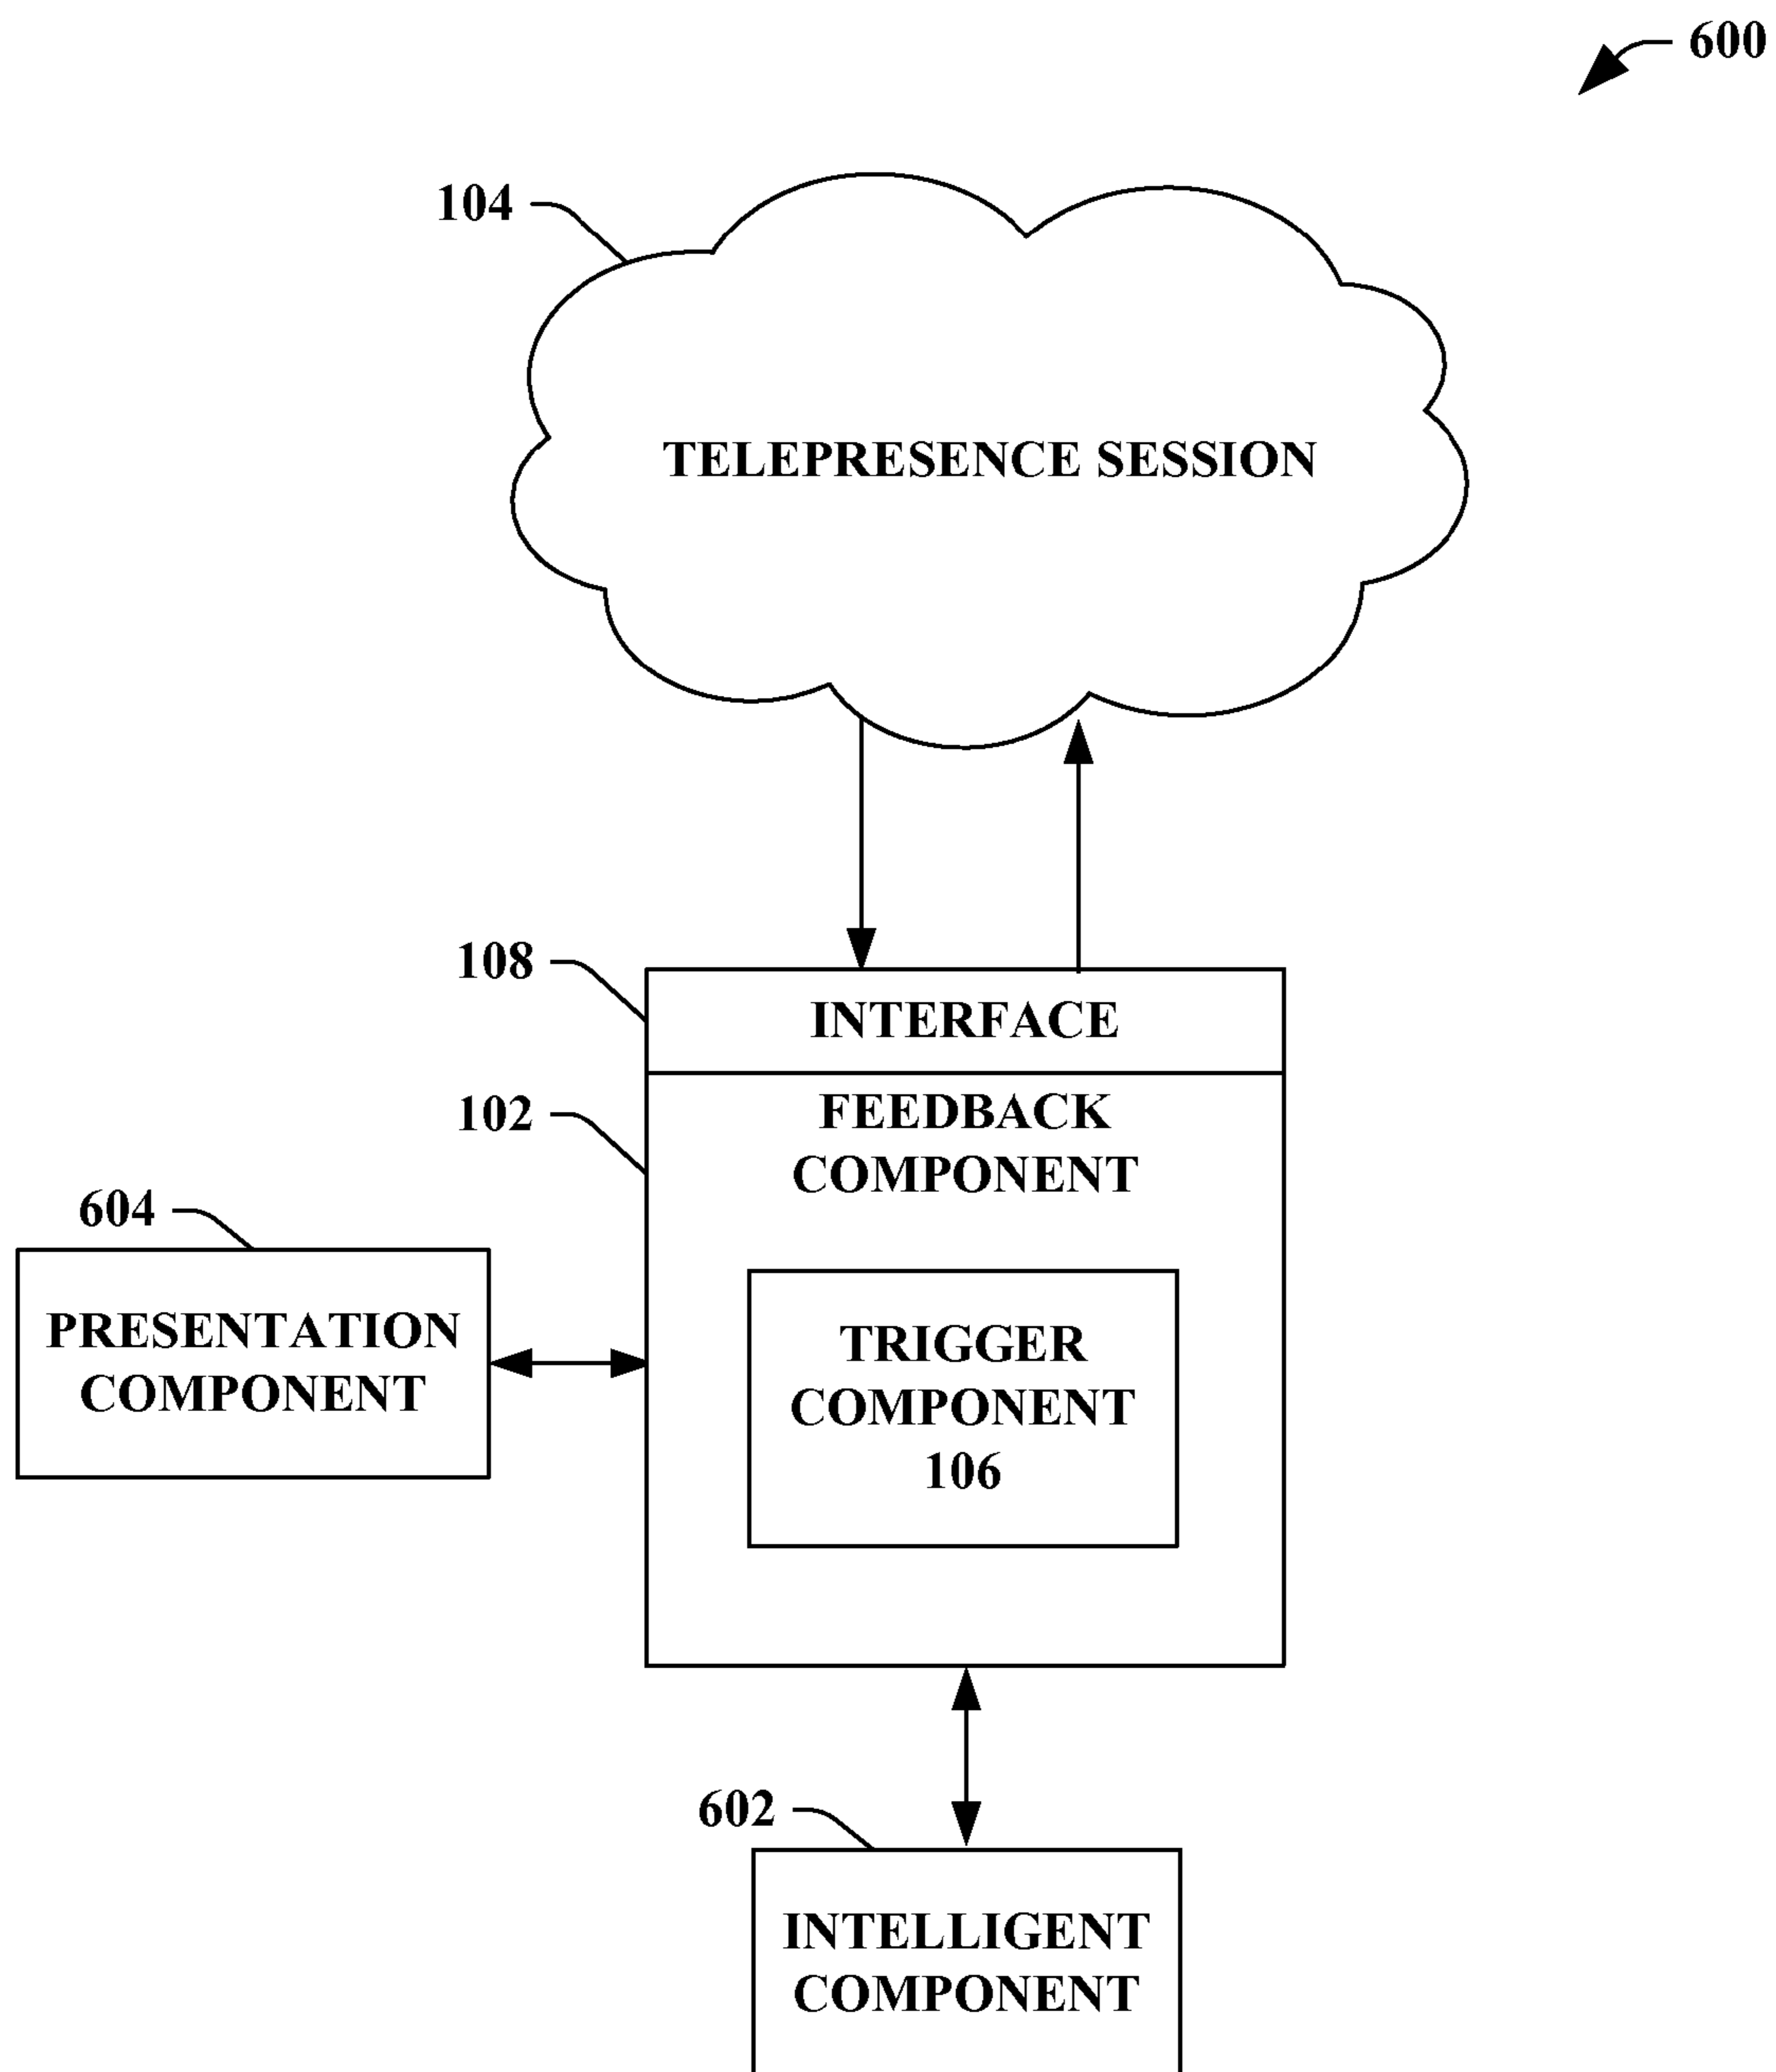 600
104
TELEPRESENCE SESSION
108
INTERFACE
102
FEEDBACK
COMPONENT
604
PRESENTATION
COMPONENT
TRIGGER
COMPONENT
106
602
INTELLIGENT
COMPONENT